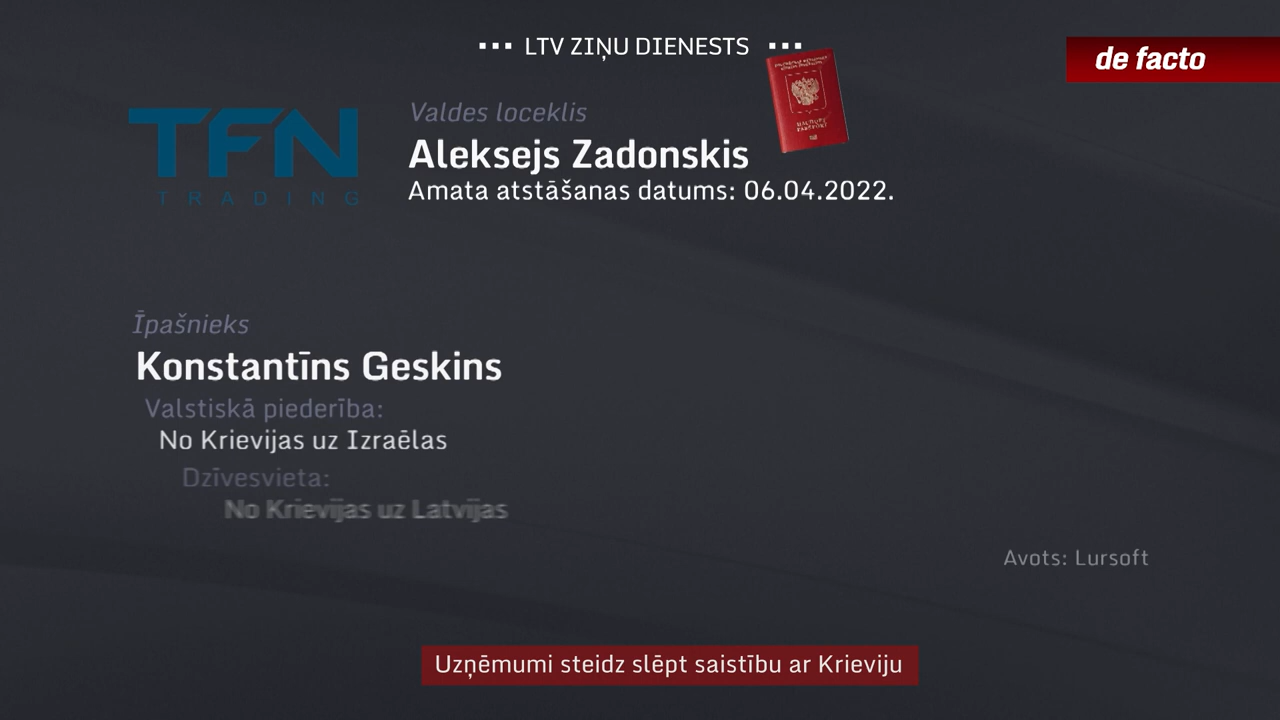 LTV ZIŅU DIENESTS
de facto
TFN
TRADING
Valdes loceklis
Aleksejs Zadonskis
Amata atstāšanas datums: 06.04.2022.
Īpašnieks
Konstantīns Geskins
Valstiskā piederība:
No Krievijas uz Izraēlas
Dzīvesvieta:
No Krievijas uz Latvijas
Avots: Lursoft
Uzņēmumi steidz slēpt saistību ar Krieviju